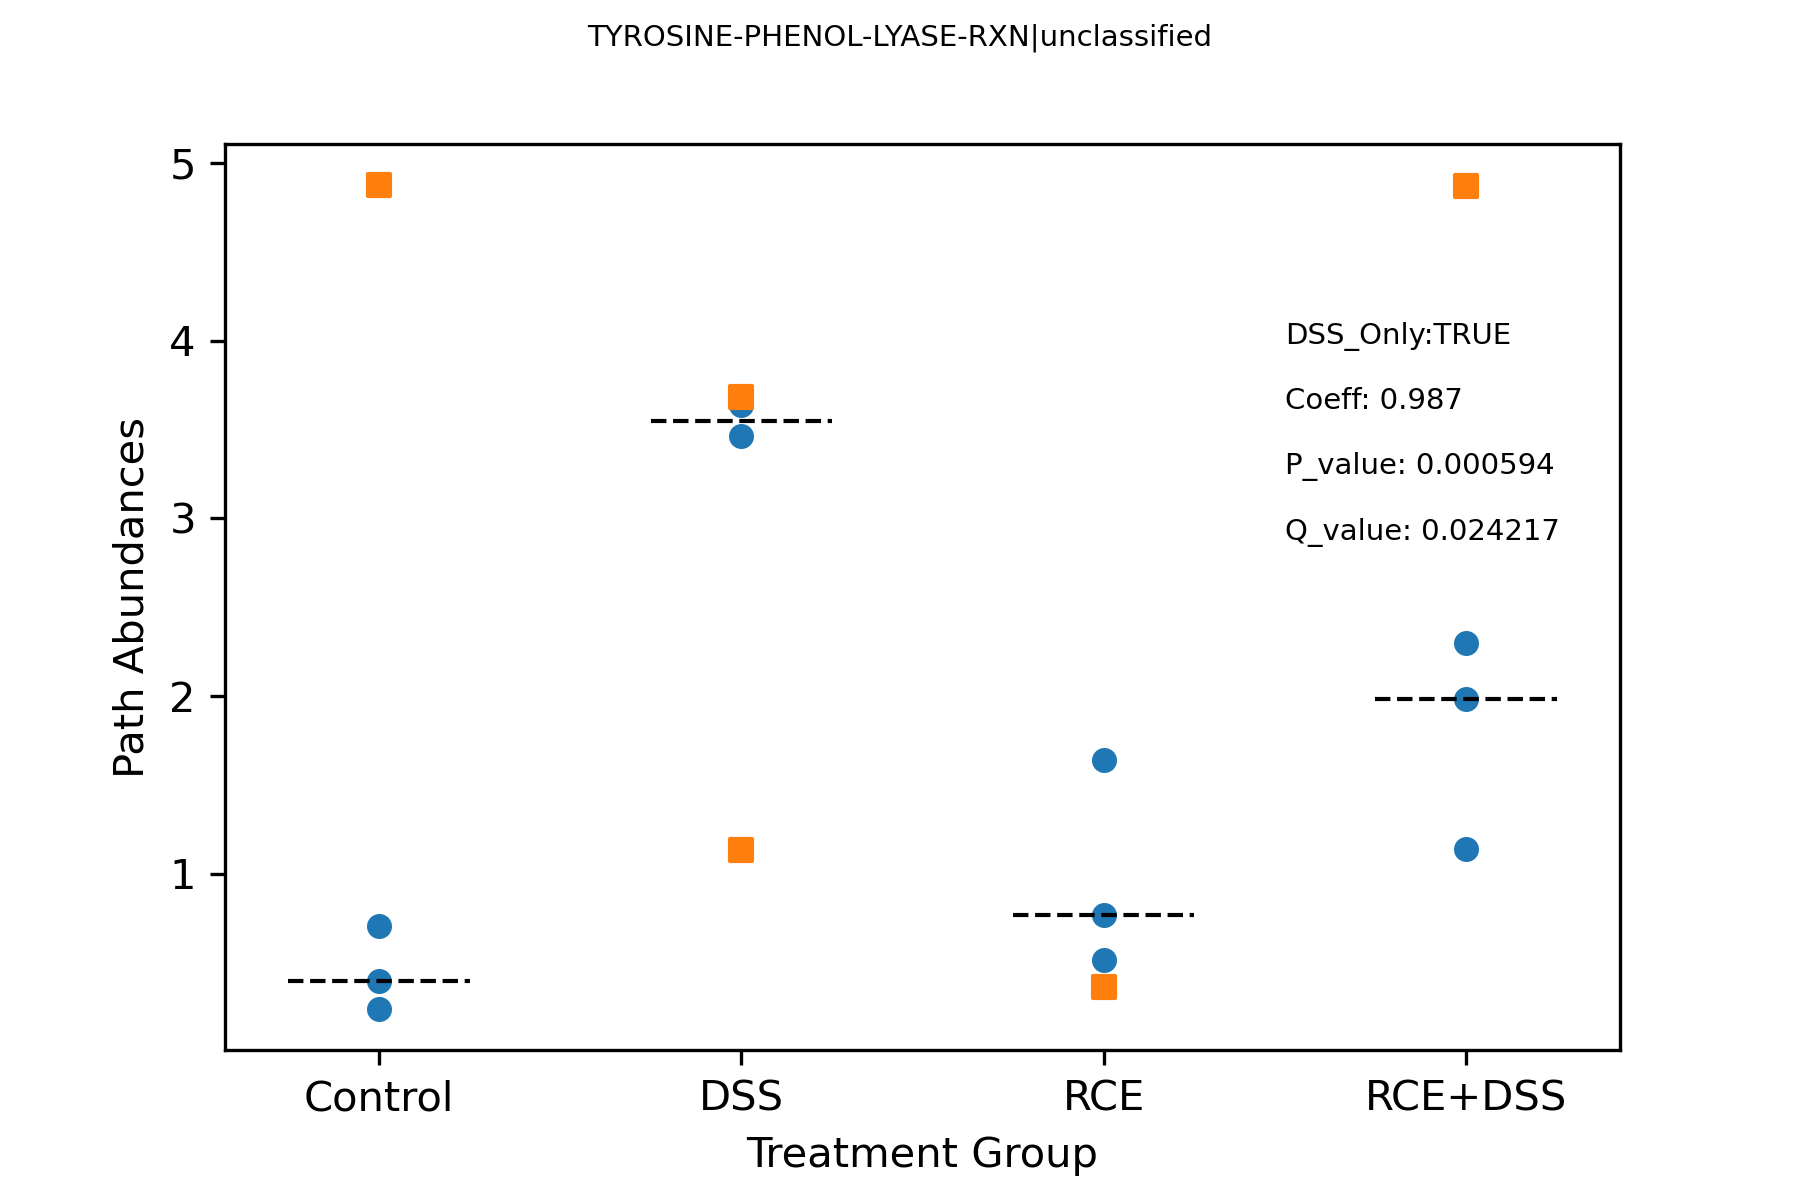 TYROSINE-PHENOL-LYASE-RXN|unclassified
5
4
3
2
1
Path Abundances
DSS_Only:TRUE
Coeff: 0.987
P_value: 0.000594
Q_value: 0.024217
Control DSS RCE RCE+DSS
Treatment Group